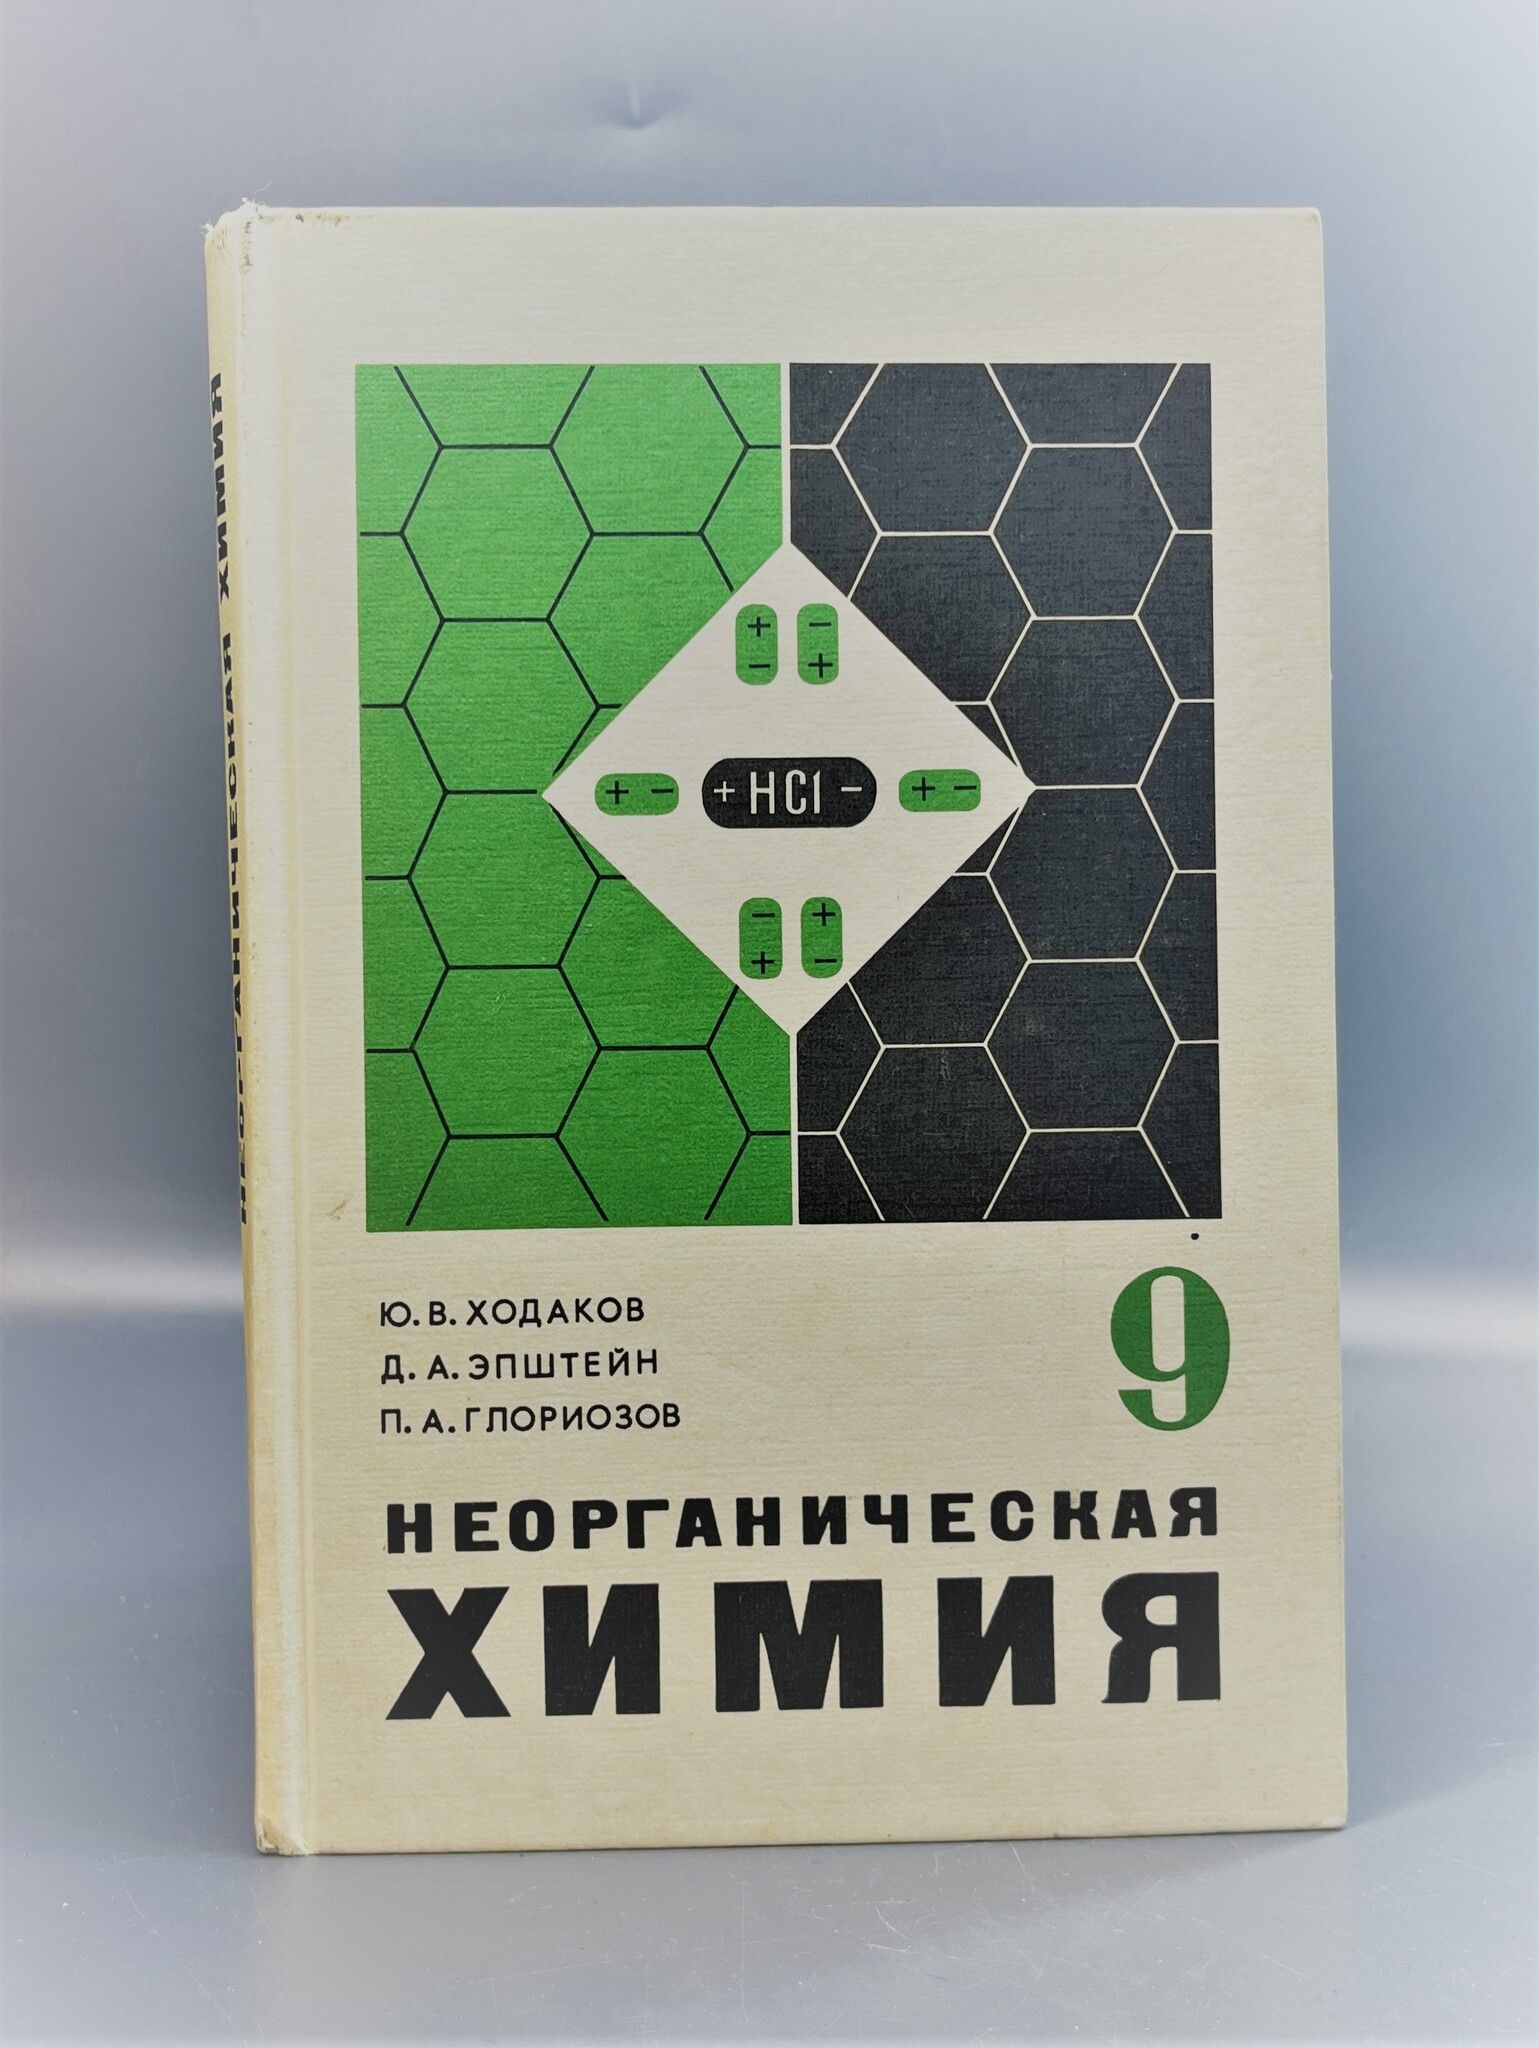 НЕОРГАНИЧЕСКАЯ ХИМИЯ
+ −
− +
+ −
+ HCl −
+ −
− +
+ −
Ю. В. ХОДАКОВ
Д. А. ЭПШТЕЙН
П. А. ГЛОРИОЗОВ
9
НЕОРГАНИЧЕСКАЯ
ХИМИЯ